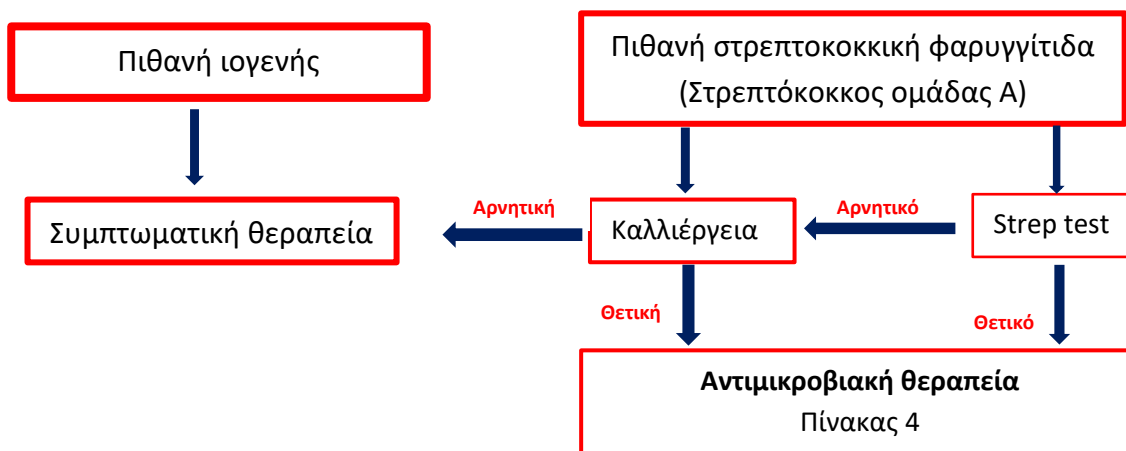 Πιθανή ιογενής
Πιθανή στρεπτοκοκκική φαρυγγίτιδα
(Στρεπτόκοκκος ομάδας Α)
Συμπτωματική θεραπεία
Αρνητική
Καλλιέργεια
Αρνητικό
Strep test
Θετική
Θετικό
Αντιμικροβιακή θεραπεία
Πίνακας 4